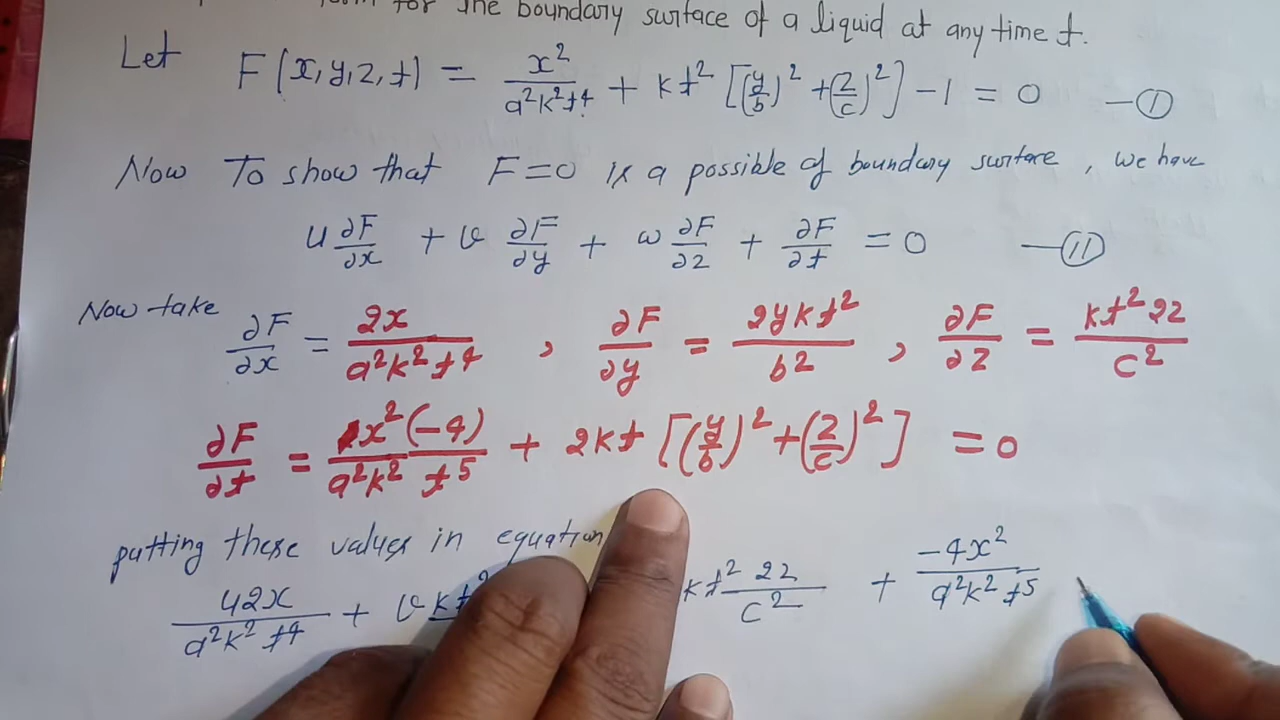 for the boundary surface of a liquid at any time t.
Let F(x,y,z,t) = x²/a²k²t⁴ + kt² [(y/b)² + (z/c)²] - 1 = 0 —(I)
Now To show that F=0 is a possible of boundary surface, we have
u ∂F/∂x + v ∂F/∂y + w ∂F/∂z + ∂F/∂t = 0 —(II)
Now take ∂F/∂x = 2x/a²k²t⁴ , ∂F/∂y = 2ykt²/b² , ∂F/∂z = kt²2z/c²
∂F/∂t = x²(-4)/a²k² t⁵ + 2kt [(y/b)² + (z/c)²] = 0
putting these values in equation
u2x/a²k²t⁴ + v kt² kt² 2z/c² + -4x²/a²k²t⁵